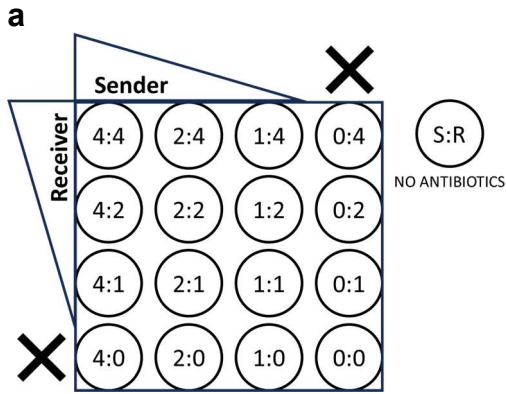 a
Sender
Receiver
4:4 2:4 1:4 0:4
4:2 2:2 1:2 0:2
4:1 2:1 1:1 0:1
4:0 2:0 1:0 0:0
S:R
NO ANTIBIOTICS